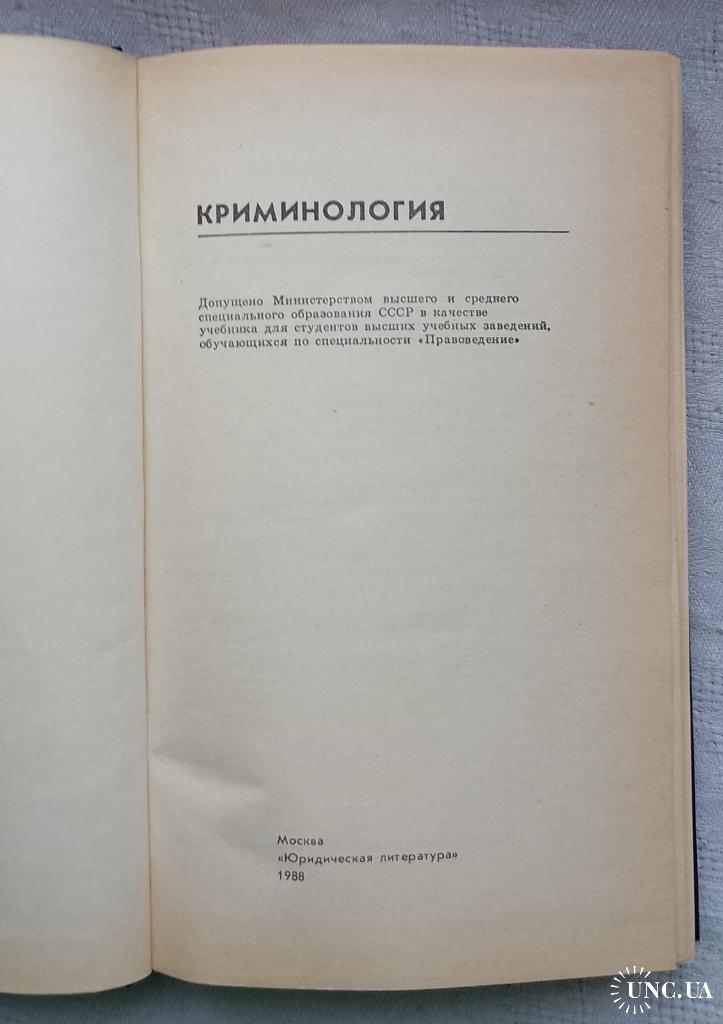 КРИМИНОЛОГИЯ
Допущено Министерством высшего и среднего
специального образования СССР в качестве
учебника для студентов высших учебных заведений,
обучающихся по специальности «Правоведение»
Москва
«Юридическая литература»
1988
UNC.UA